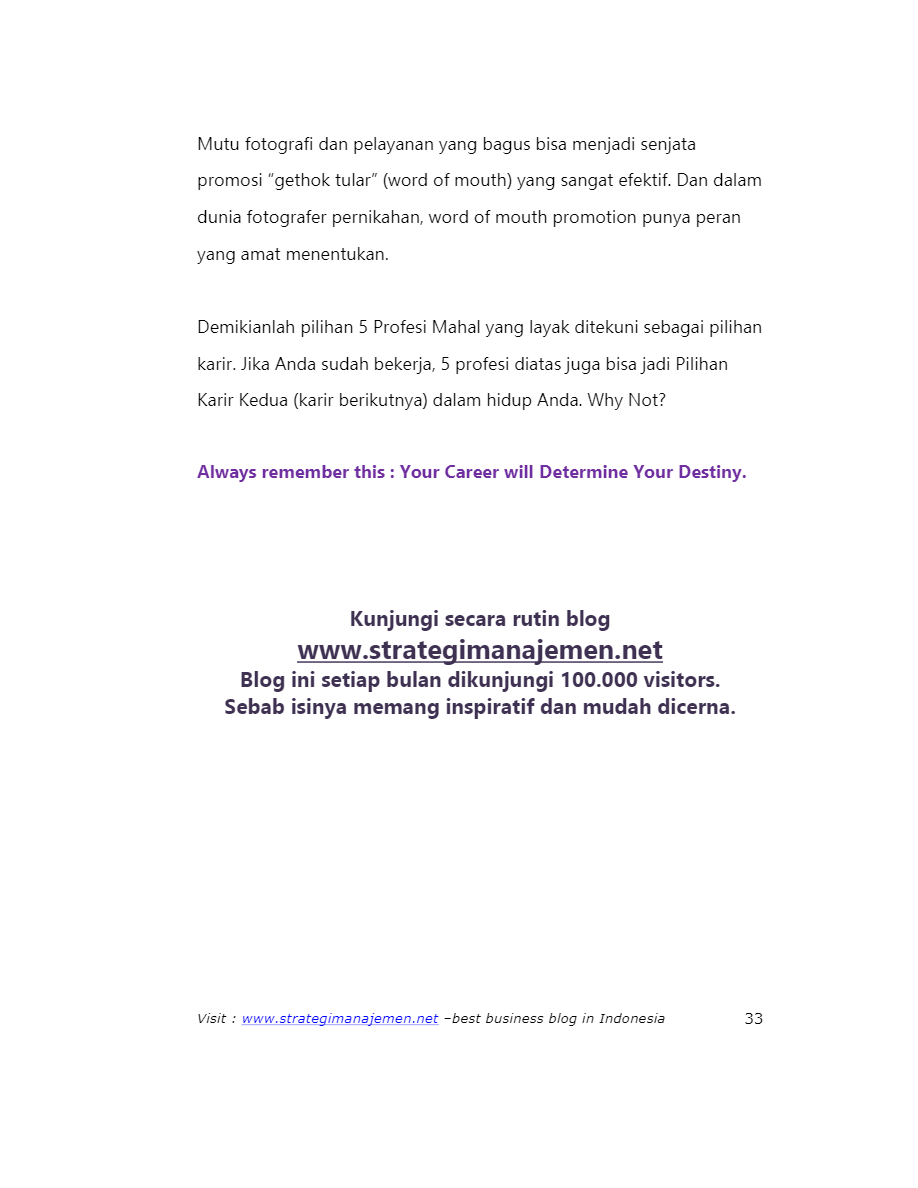 Mutu fotografi dan pelayanan yang bagus bisa menjadi senjata
promosi “gethok tular” (word of mouth) yang sangat efektif. Dan dalam
dunia fotografer pernikahan, word of mouth promotion punya peran
yang amat menentukan.
Demikianlah pilihan 5 Profesi Mahal yang layak ditekuni sebagai pilihan
karir. Jika Anda sudah bekerja, 5 profesi diatas juga bisa jadi Pilihan
Karir Kedua (karir berikutnya) dalam hidup Anda. Why Not?
Always remember this : Your Career will Determine Your Destiny.
Kunjungi secara rutin blog
www.strategimanajemen.net
Blog ini setiap bulan dikunjungi 100.000 visitors.
Sebab isinya memang inspiratif dan mudah dicerna.
Visit : www.strategimanajemen.net –best business blog in Indonesia 33